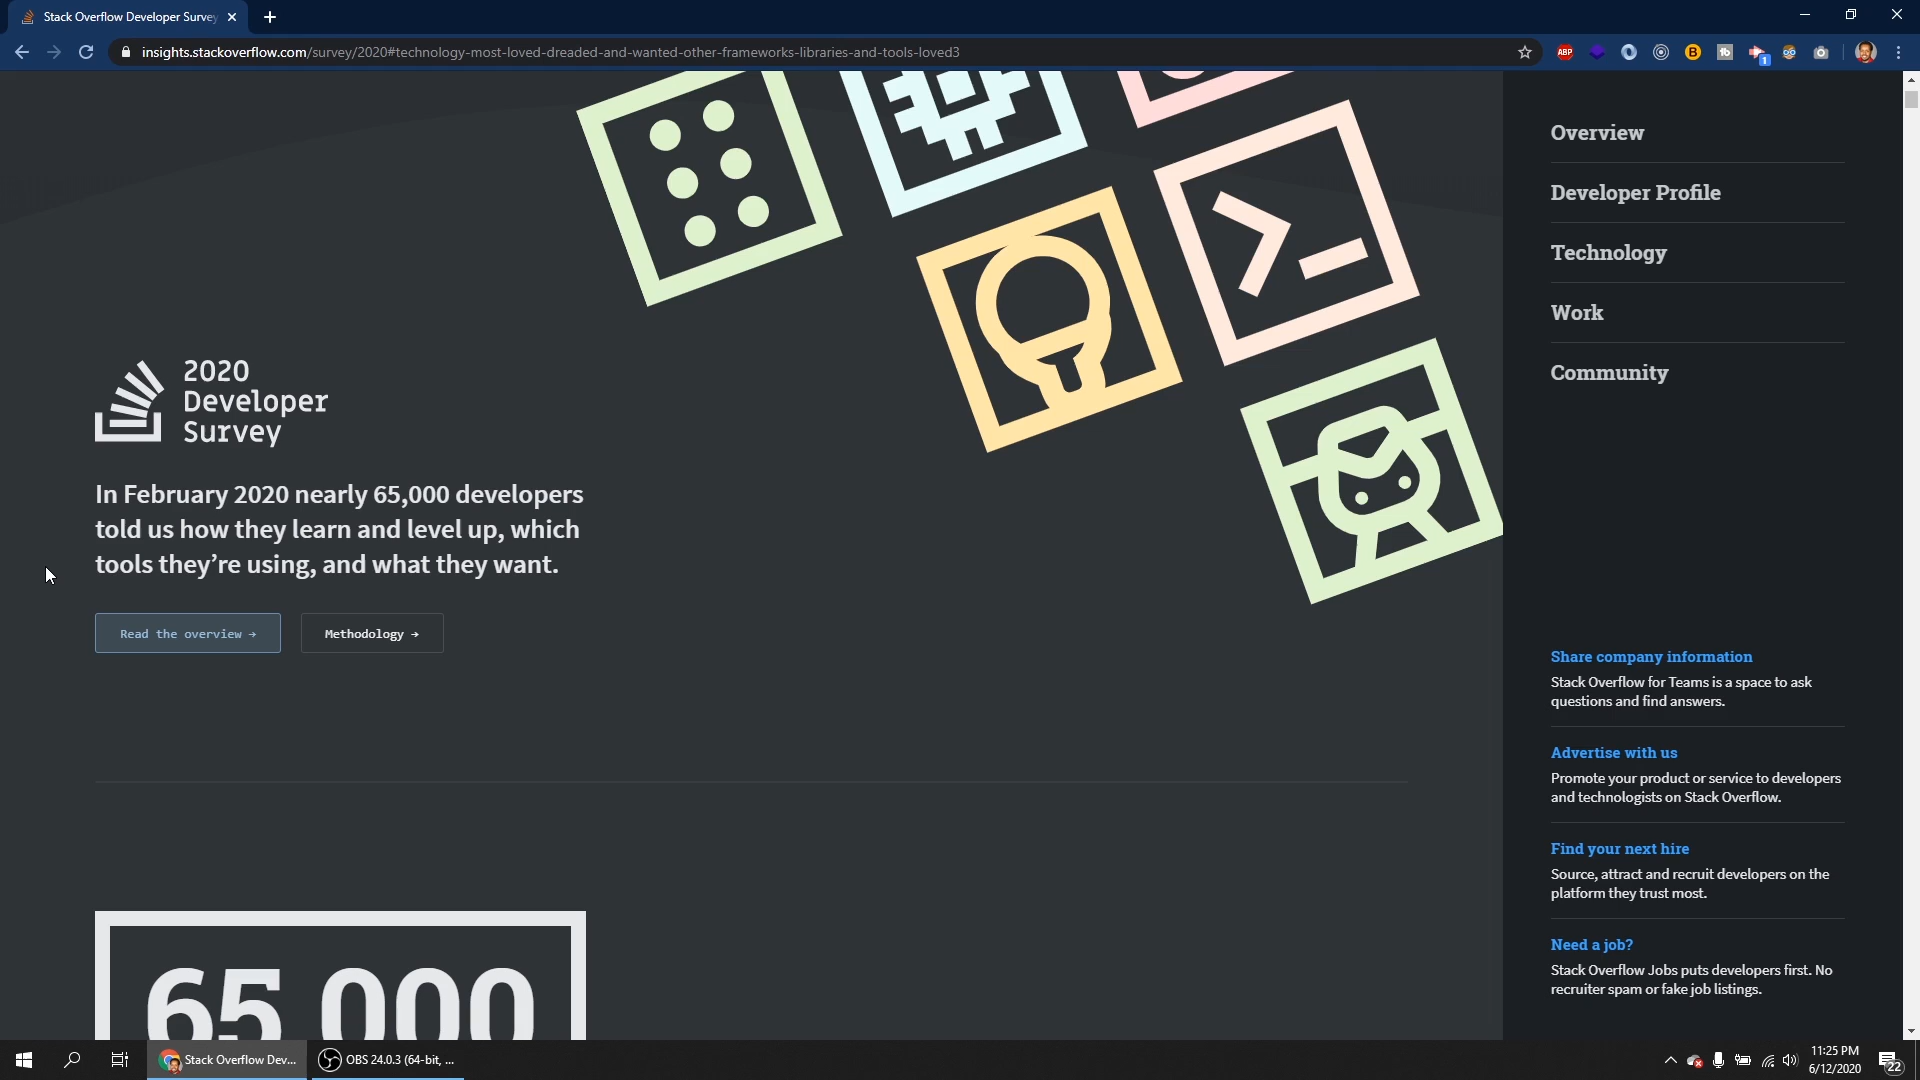 Stack Overflow Developer Survey
insights.stackoverflow.com/survey/2020#technology-most-loved-dreaded-and-wanted-other-frameworks-libraries-and-tools-loved3
ABP
B
tb
1
Overview
Developer Profile
Technology
Work
Community
2020
Developer
Survey
In February 2020 nearly 65,000 developers
told us how they learn and level up, which
tools they’re using, and what they want.
Read the overview →
Methodology →
Share company information
Stack Overflow for Teams is a space to ask
questions and find answers.
Advertise with us
Promote your product or service to developers
and technologists on Stack Overflow.
Find your next hire
Source, attract and recruit developers on the
platform they trust most.
Need a job?
Stack Overflow Jobs puts developers first. No
recruiter spam or fake job listings.
65,000
Stack Overflow Dev...
OBS 24.0.3 (64-bit, ...
11:25 PM
6/12/2020
22